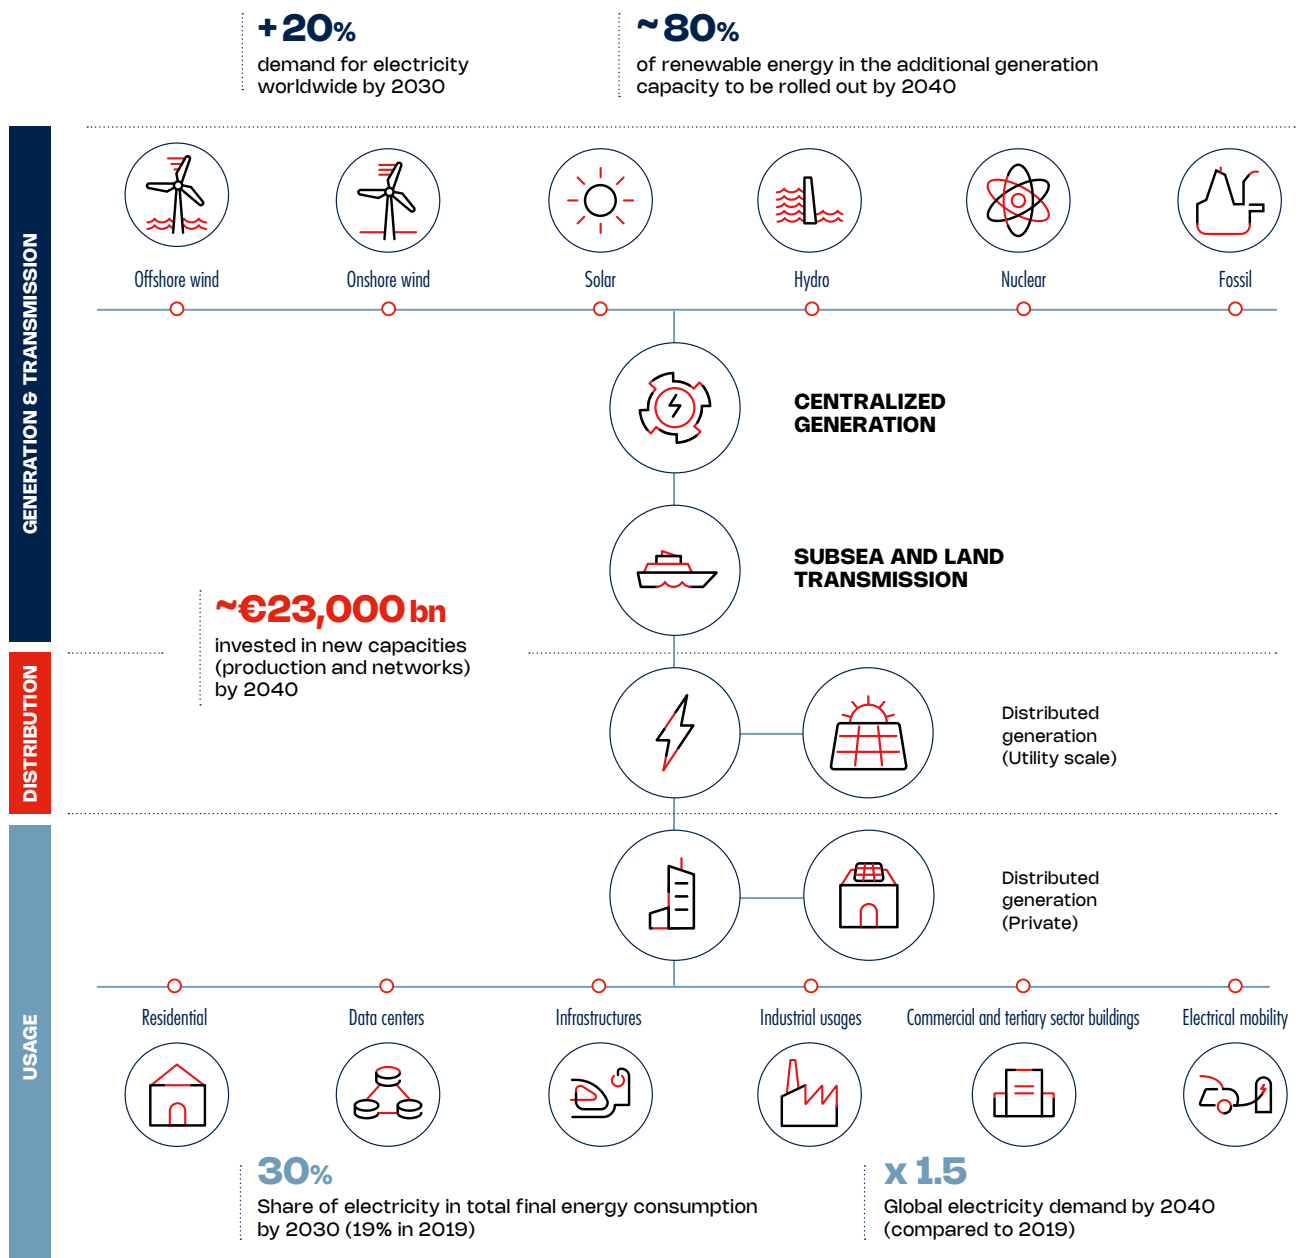 +20%
demand for electricity
worldwide by 2030
~80%
of renewable energy in the additional generation
capacity to be rolled out by 2040
GENERATION & TRANSMISSION
Offshore wind
Onshore wind
Solar
Hydro
Nuclear
Fossil
CENTRALIZED
GENERATION
SUBSEA AND LAND
TRANSMISSION
~€23,000 bn
invested in new capacities
(production and networks)
by 2040
DISTRIBUTION
Distributed
generation
(Utility scale)
USAGE
Distributed
generation
(Private)
Residential
Data centers
Infrastructures
Industrial usages
Commercial and tertiary sector buildings
Electrical mobility
30%
Share of electricity in total final energy consumption
by 2030 (19% in 2019)
x 1.5
Global electricity demand by 2040
(compared to 2019)